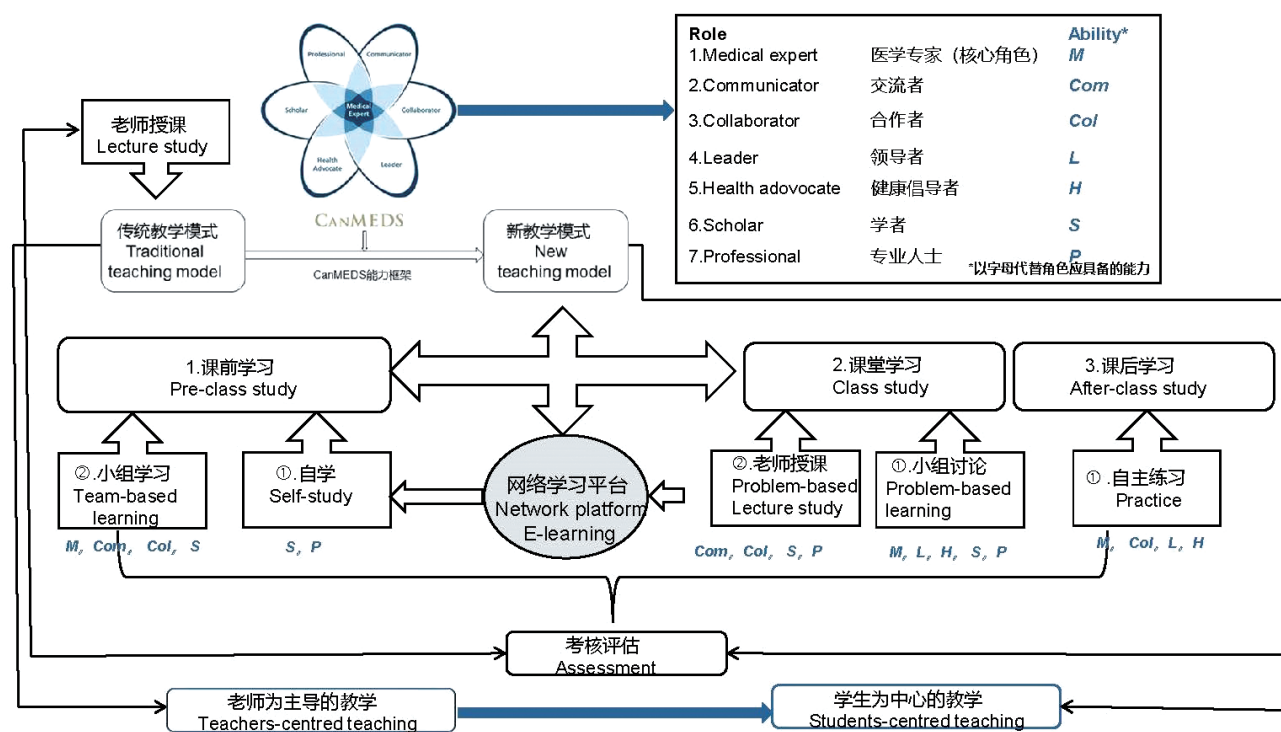 Professional
Communicator
Scholar
Medical
Expert
Collaborator
Health
Advocate
Leader
CANMEDS
Role Ability*
1.Medical expert 医学专家（核心角色） M
2.Communicator 交流者 Com
3.Collaborator 合作者 Col
4.Leader 领导者 L
5.Health adovocate 健康倡导者 H
6.Scholar 学者 S
7.Professional 专业人士 P
*以字母代替角色应具备的能力
老师授课
Lecture study
传统教学模式
Traditional
teaching model
CanMEDS能力框架
新教学模式
New
teaching model
1.课前学习
Pre-class study
2.课堂学习
Class study
3.课后学习
After-class study
②.小组学习
Team-based
learning
M, Com, Col, S
①.自学
Self-study
S, P
网络学习平台
Network platform
E-learning
②.老师授课
Problem-based
Lecture study
Com, Col, S, P
①.小组讨论
Problem-based
learning
M, L, H, S, P
①.自主练习
Practice
M, Col, L, H
考核评估
Assessment
老师为主导的教学
Teachers-centred teaching
学生为中心的教学
Students-centred teaching